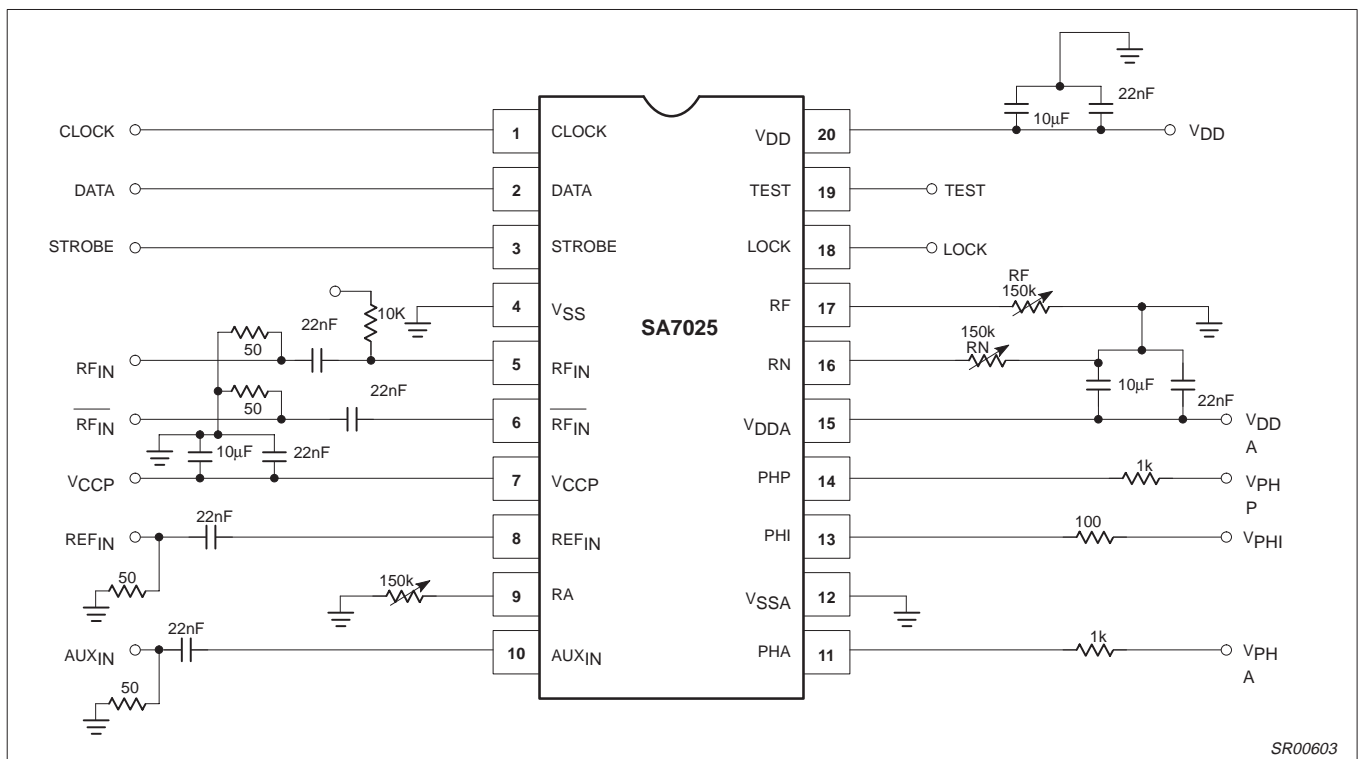 22nF
10µF
CLOCK
1
CLOCK
VDD
20
VDD
DATA
2
DATA
TEST
19
TEST
STROBE
3
STROBE
LOCK
18
LOCK
10K
22nF
50
4
VSS
SA7025
RF
17
RF
150k
RFIN
5
RFIN
RN
16
150k
RN
22nF
50
10µF
22nF
RFIN
6
RFIN
VDDA
15
VDD
A
10µF
22nF
VCCP
7
VCCP
PHP
14
1k
VPH
P
22nF
REFIN
8
REFIN
PHI
13
100
VPHI
50
150k
9
RA
VSSA
12
22nF
AUXIN
10
AUXIN
PHA
11
1k
VPH
A
50
SR00603